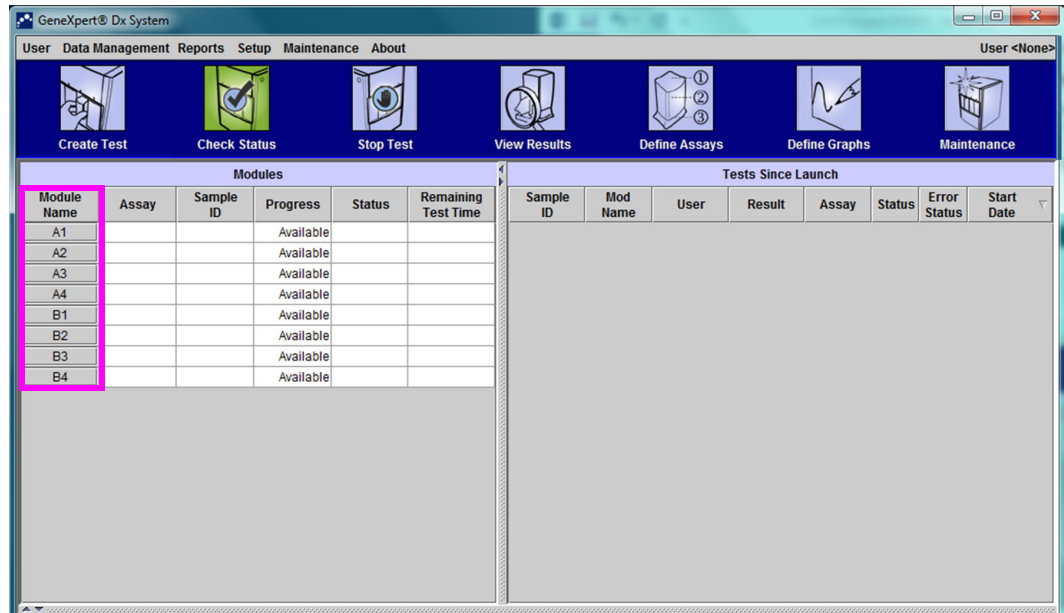 GeneXpert® Dx System
User Data Management Reports Setup Maintenance About User <None>
Create Test Check Status Stop Test View Results Define Assays Define Graphs Maintenance
①
②
③
Modules Tests Since Launch
Module Name Assay Sample ID Progress Status Remaining Test Time Sample ID Mod Name User Result Assay Status Error Status Start Date
A1 Available
A2 Available
A3 Available
A4 Available
B1 Available
B2 Available
B3 Available
B4 Available